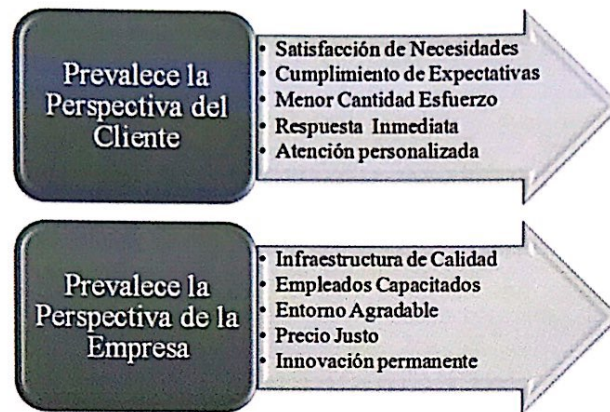 Prevalece la
Perspectiva del
Cliente
• Satisfacción de Necesidades
• Cumplimiento de Expectativas
• Menor Cantidad Esfuerzo
• Respuesta Inmediata
• Atención personalizada
Prevalece la
Perspectiva de la
Empresa
• Infraestructura de Calidad
• Empleados Capacitados
• Entorno Agradable
• Precio Justo
• Innovación permanente